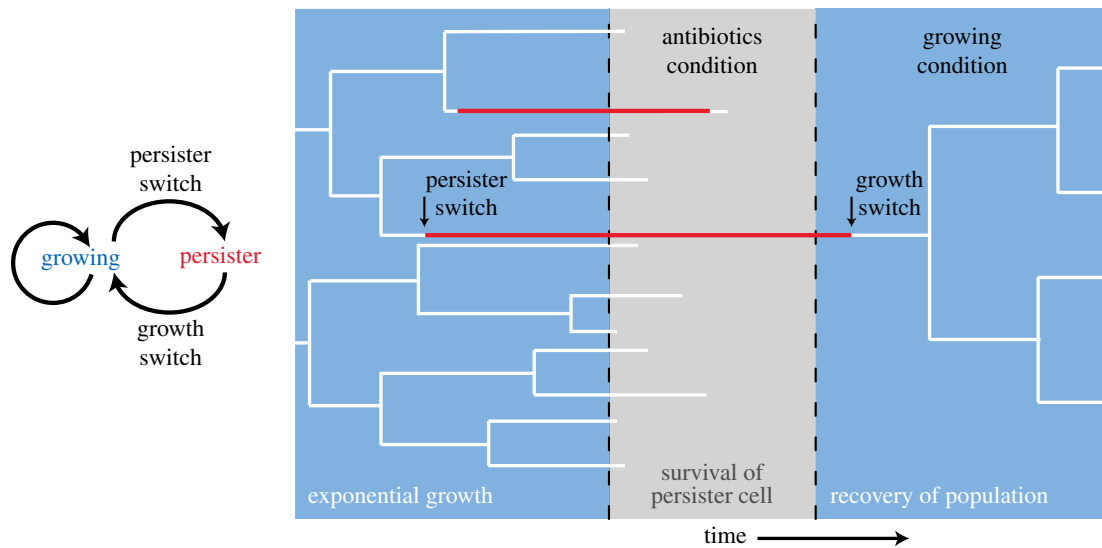 persister
switch
growing
persister
growth
switch
antibiotics
condition
growing
condition
persister
switch
growth
switch
exponential growth
survival of
persister cell
recovery of population
time